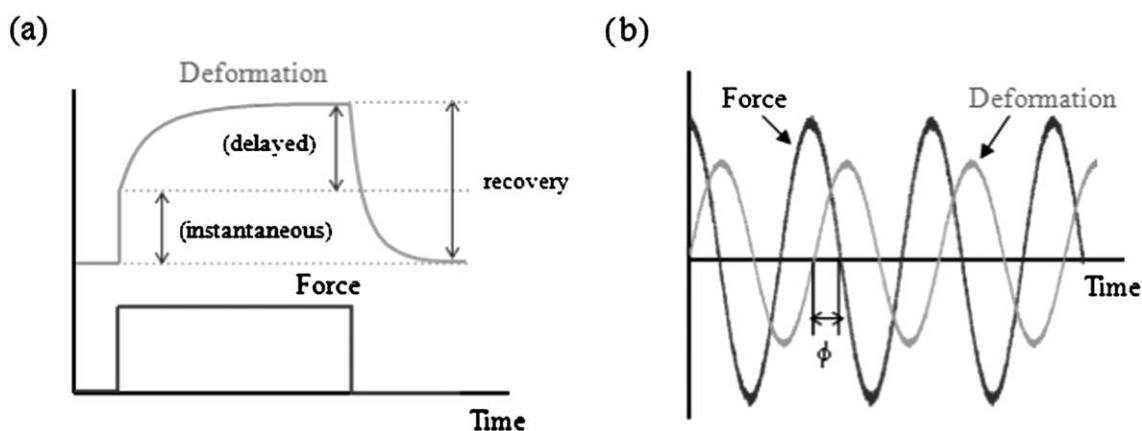 (a)
Deformation
(delayed)
recovery
(instantaneous)
Force
Time
(b)
Force
Deformation
Time
ϕ